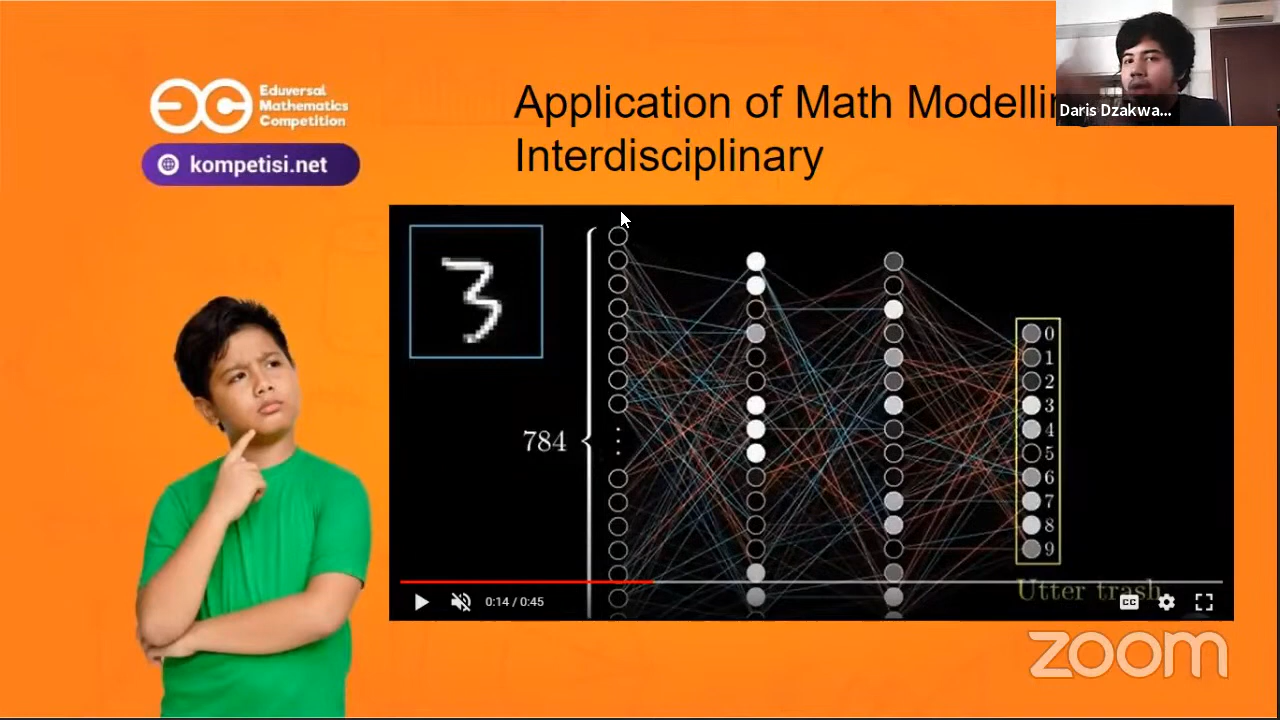 Eduversal
Mathematics
Competition
kompetisi.net
Application of Math Modelling
Interdisciplinary
Daris Dzakwa...
3
784
0
1
2
3
4
5
6
7
8
9
Utter trash
0:14 / 0:45
CC
zoom